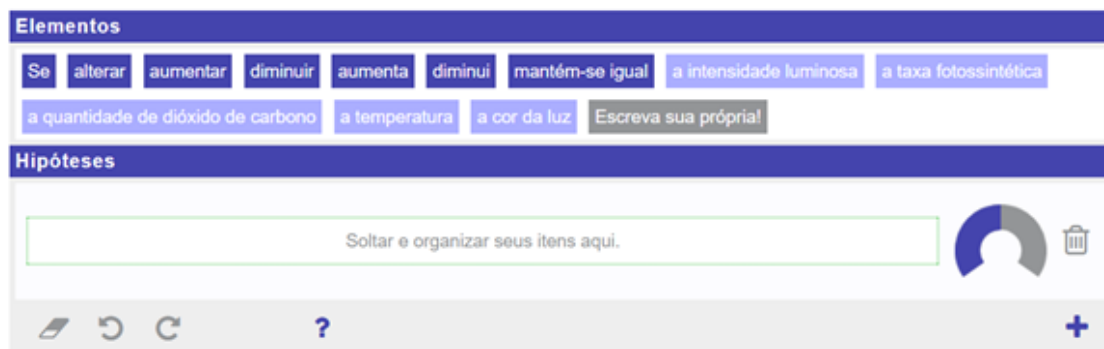 Elementos
Se alterar aumentar diminuir aumenta diminui mantém-se igual a intensidade luminosa a taxa fotossintética
a quantidade de dióxido de carbono a temperatura a cor da luz Escreva sua própria!
Hipóteses
Soltar e organizar seus itens aqui.
?